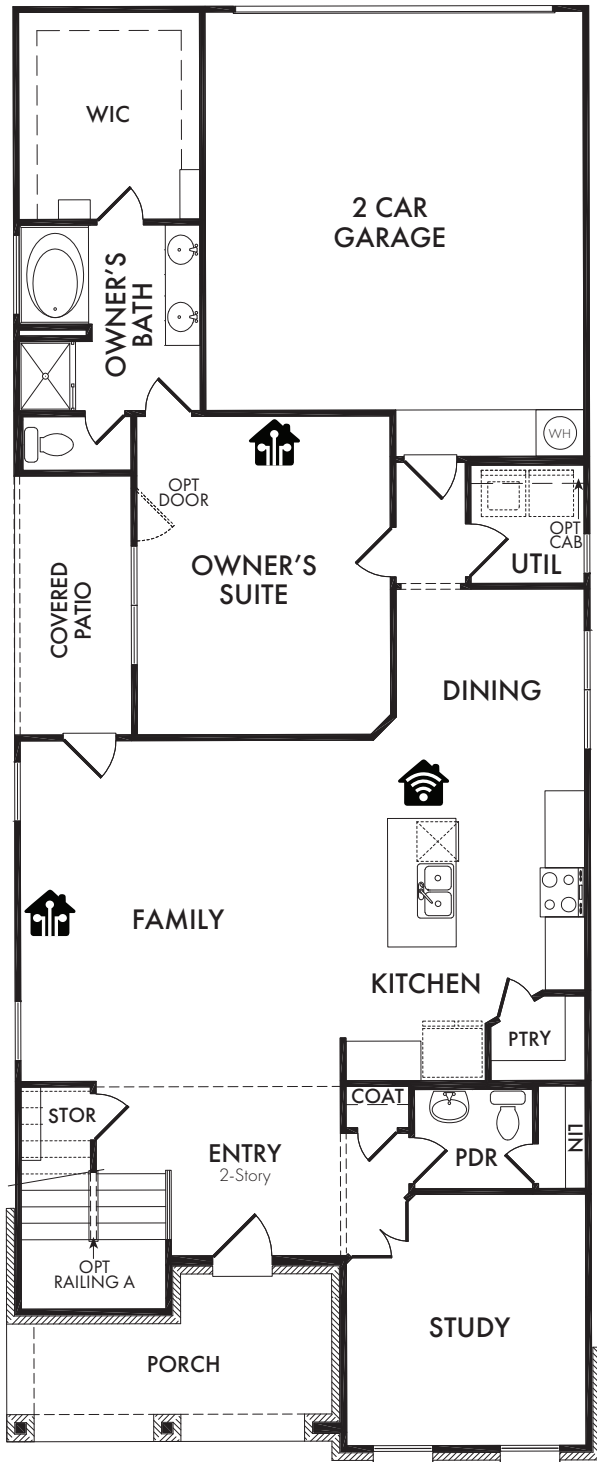 WIC
2 CAR
GARAGE
OWNER'S
BATH
WH
OPT
DOOR
OPT
CAB
UTIL
OWNER'S
SUITE
COVERED
PATIO
DINING
FAMILY
KITCHEN
PTRY
COAT
STOR
LIN
ENTRY
2-Story
PDR
OPT
RAILING A
STUDY
PORCH